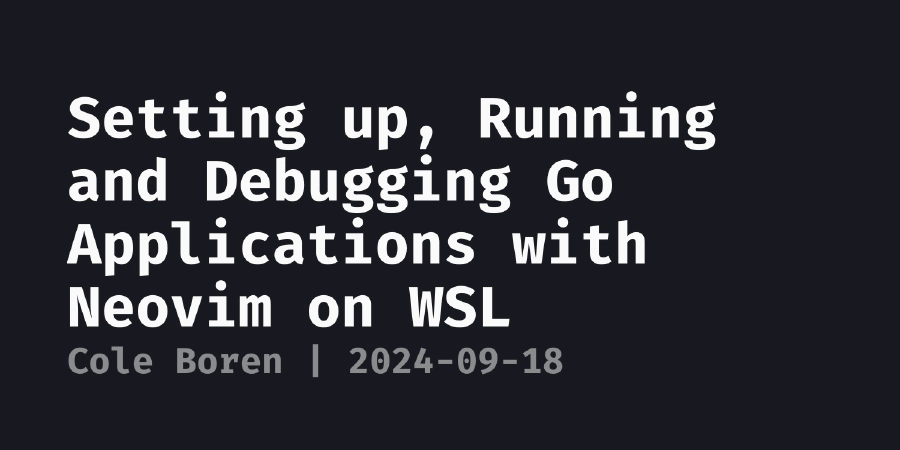 Setting up, Running
and Debugging Go
Applications with
Neovim on WSL
Cole Boren | 2024-09-18